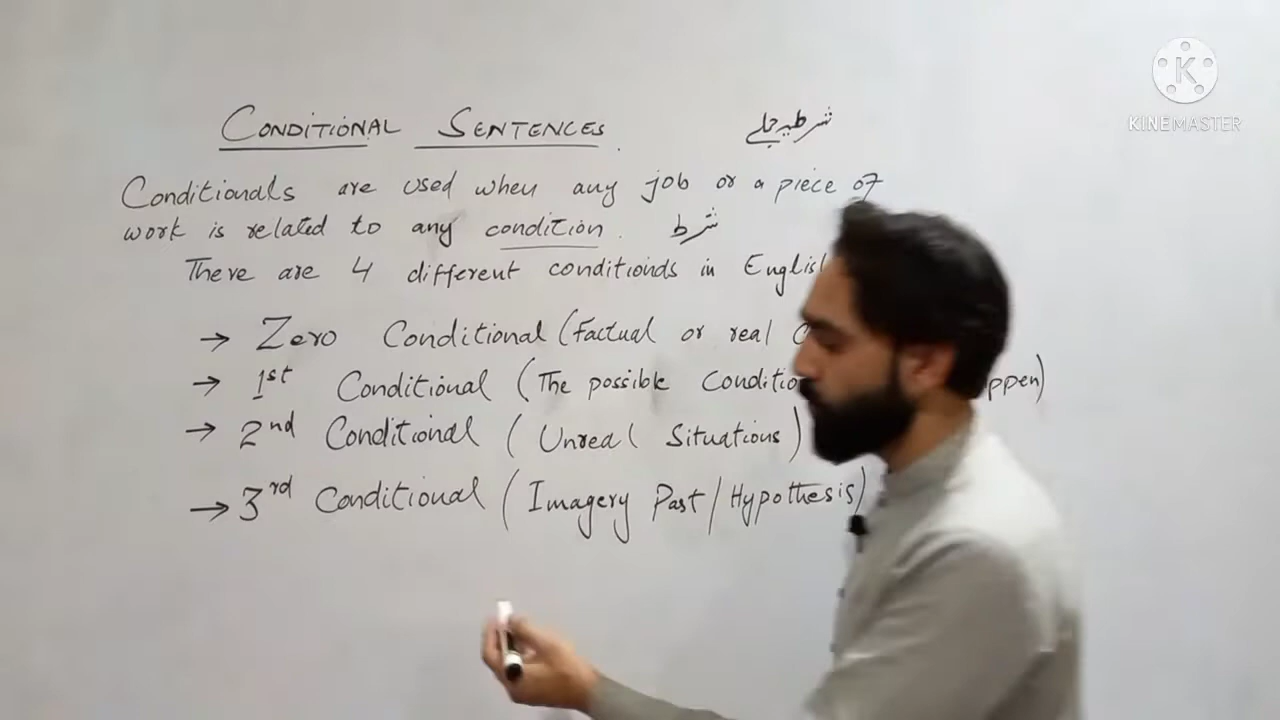 CONDITIONAL SENTENCES. شرطیہ جملے
Conditionals are used when any job or a piece of
work is related to any condition. شرط
There are 4 different conditionds in Englis
→ Zero Conditional (Factual or real
→ 1st Conditional (The possible Conditio ppen)
→ 2nd Conditional (Unreal Situations)
→ 3rd Conditional (Imagery Past/Hypothesis)
K
KINEMASTER